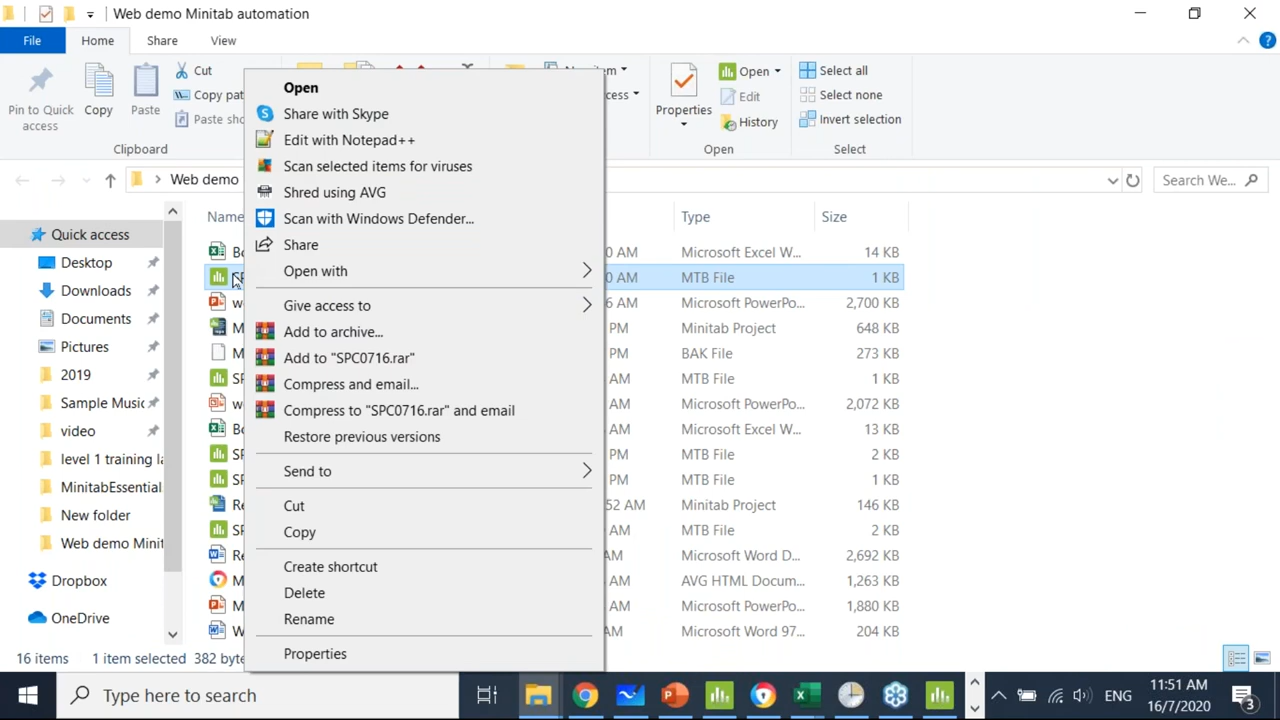 Web demo Minitab automation
File Home Share View
Pin to Quick access
Copy
Paste
Cut
Copy pat
Paste sho
Properties
Open
Edit
History
Select all
Select none
Invert selection
Clipboard
Open
Select
Web demo
Search We...
Name Type Size
Quick access
Desktop
Downloads
Documents
Pictures
2019
Sample Music
video
level 1 training la
MinitabEssential
New folder
Web demo Minit
Dropbox
OneDrive
Open
Share with Skype
Edit with Notepad++
Scan selected items for viruses
Shred using AVG
Scan with Windows Defender...
Share
Open with
Give access to
Add to archive...
Add to "SPC0716.rar"
Compress and email...
Compress to "SPC0716.rar" and email
Restore previous versions
Send to
Cut
Copy
Create shortcut
Delete
Rename
Properties
0 AM Microsoft Excel W... 14 KB
0 AM MTB File 1 KB
6 AM Microsoft PowerPo... 2,700 KB
PM Minitab Project 648 KB
PM BAK File 273 KB
AM MTB File 1 KB
AM Microsoft PowerPo... 2,072 KB
AM Microsoft Excel W... 13 KB
PM MTB File 2 KB
PM MTB File 1 KB
52 AM Minitab Project 146 KB
AM MTB File 2 KB
AM Microsoft Word D... 2,692 KB
AM AVG HTML Docum... 1,263 KB
AM Microsoft PowerPo... 1,880 KB
AM Microsoft Word 97... 204 KB
16 items 1 item selected 382 byte
Type here to search
ENG
11:51 AM
16/7/2020
3